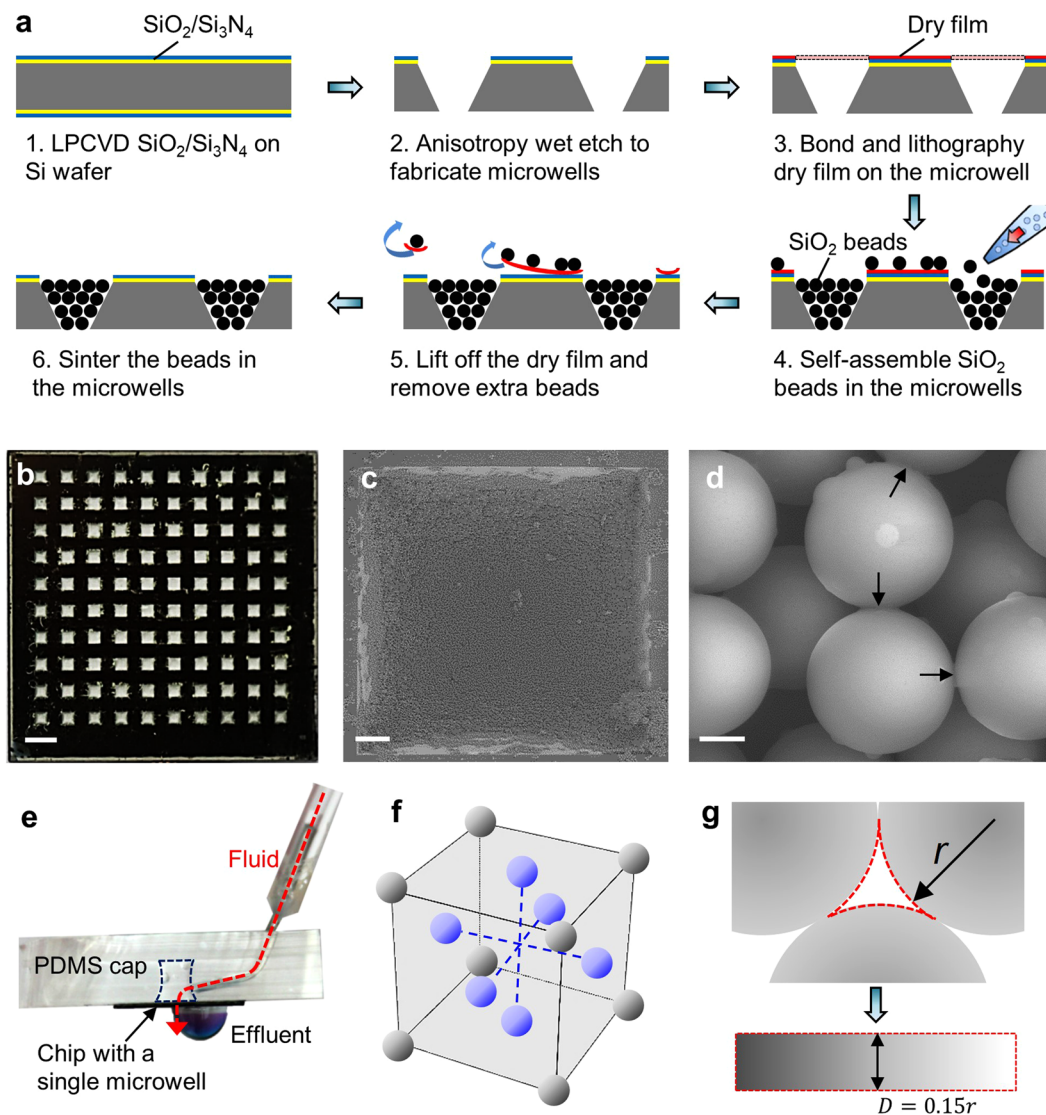 a
SiO₂/Si₃N₄
Dry film
1. LPCVD SiO₂/Si₃N₄ on
Si wafer
2. Anisotropy wet etch to
fabricate microwells
3. Bond and lithography
dry film on the microwell
SiO₂ beads
6. Sinter the beads in
the microwells
5. Lift off the dry film and
remove extra beads
4. Self-assemble SiO₂
beads in the microwells
b
c
d
e
Fluid
PDMS cap
Effluent
Chip with a
single microwell
f
g
r
D = 0.15r